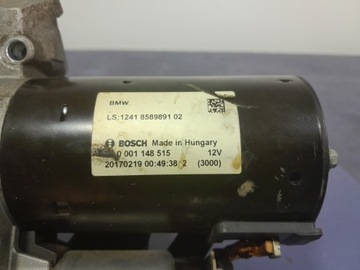 BMW
LS:1241 8589891 02
BOSCH Made in Hungary
0 001 148 515 12V
20170219 00:49:38 2 (3000)